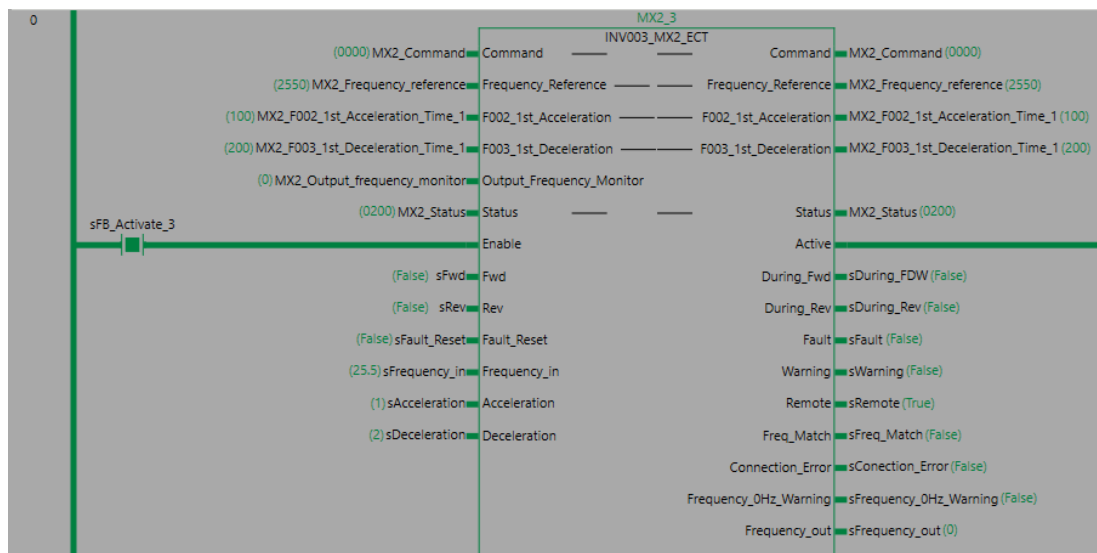 0
MX2_3
INV003_MX2_ECT
(0000) MX2_Command Command Command MX2_Command (0000)
(2550) MX2_Frequency_reference Frequency_Reference Frequency_Reference MX2_Frequency_reference (2550)
(100) MX2_F002_1st_Acceleration_Time_1 F002_1st_Acceleration F002_1st_Acceleration MX2_F002_1st_Acceleration_Time_1 (100)
(200) MX2_F003_1st_Deceleration_Time_1 F003_1st_Deceleration F003_1st_Deceleration MX2_F003_1st_Deceleration_Time_1 (200)
(0) MX2_Output_frequency_monitor Output_Frequency_Monitor
(0200) MX2_Status Status Status MX2_Status (0200)
sFB_Activate_3
Enable Active
(False) sFwd Fwd During_Fwd sDuring_FDW (False)
(False) sRev Rev During_Rev sDuring_Rev (False)
(False) sFault_Reset Fault_Reset Fault sFault (False)
(25.5) sFrequency_in Frequency_in Warning sWarning (False)
(1) sAcceleration Acceleration Remote sRemote (True)
(2) sDeceleration Deceleration Freq_Match sFreq_Match (False)
Connection_Error sConection_Error (False)
Frequency_0Hz_Warning sFrequency_0Hz_Warning (False)
Frequency_out sFrequency_out (0)